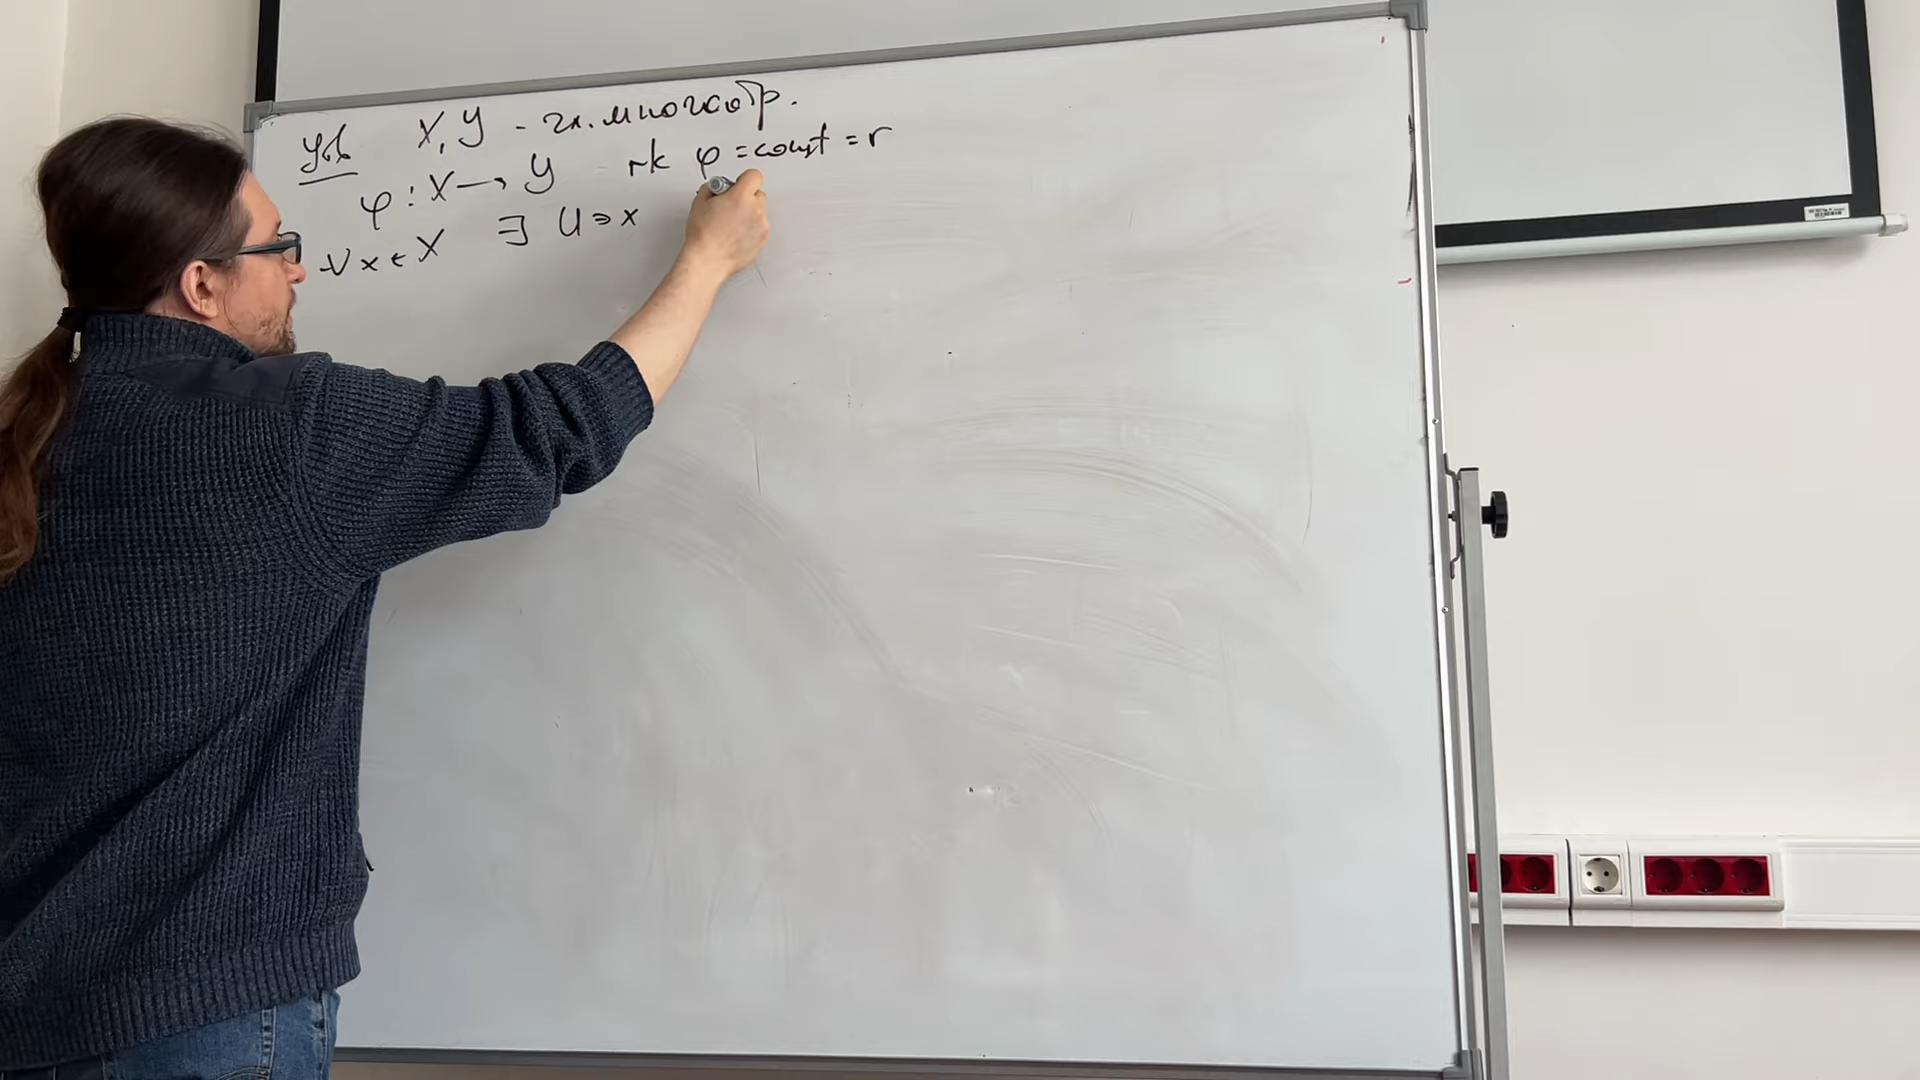 Утв X, Y - гл. многообр.
φ : X → Y rk φ = const = r
∀ x ∈ X ∃ U ∋ x